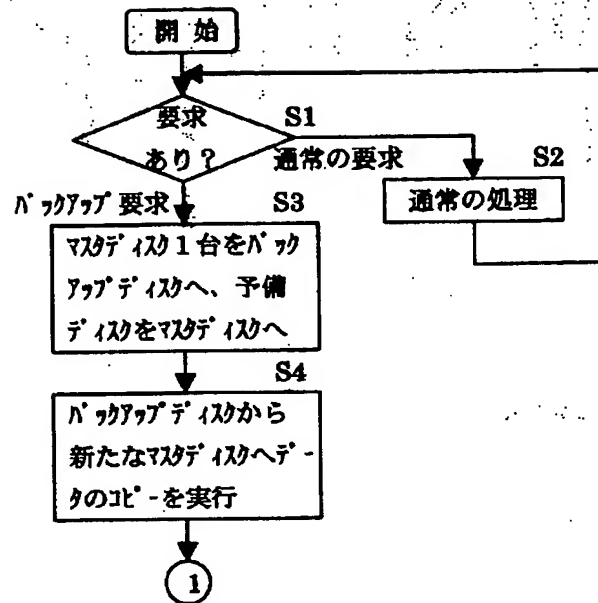 開始
要求
あり？
S1
通常の要求
S2
通常の処理
バックアップ要求
S3
マスタディスク１台をバック
アップディスクへ、予備
ディスクをマスタディスクへ
S4
バックアップディスクから
新たなマスタディスクへデー
タのコピーを実行
1